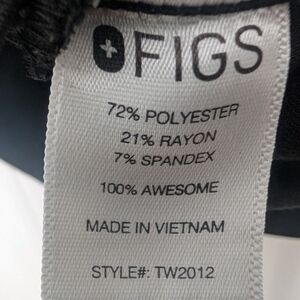 FIGS
72% POLYESTER
21% RAYON
7% SPANDEX
100% AWESOME
MADE IN VIETNAM
STYLE#: TW2012